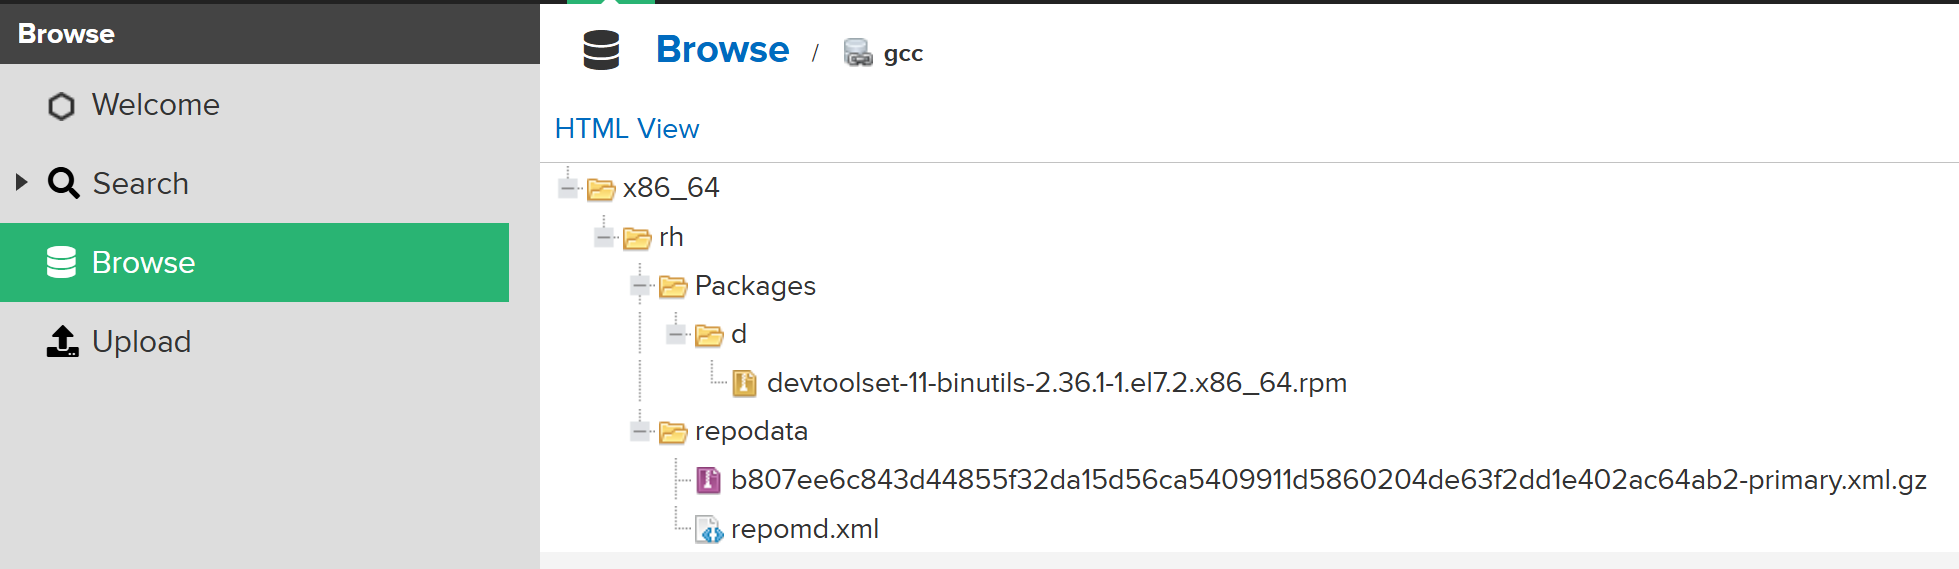 Browse
Welcome
Search
Browse
Upload
Browse / gcc
HTML View
x86_64
rh
Packages
d
devtoolset-11-binutils-2.36.1-1.el7.2.x86_64.rpm
repodata
b807ee6c843d44855f32da15d56ca5409911d5860204de63f2dd1e402ac64ab2-primary.xml.gz
repomd.xml